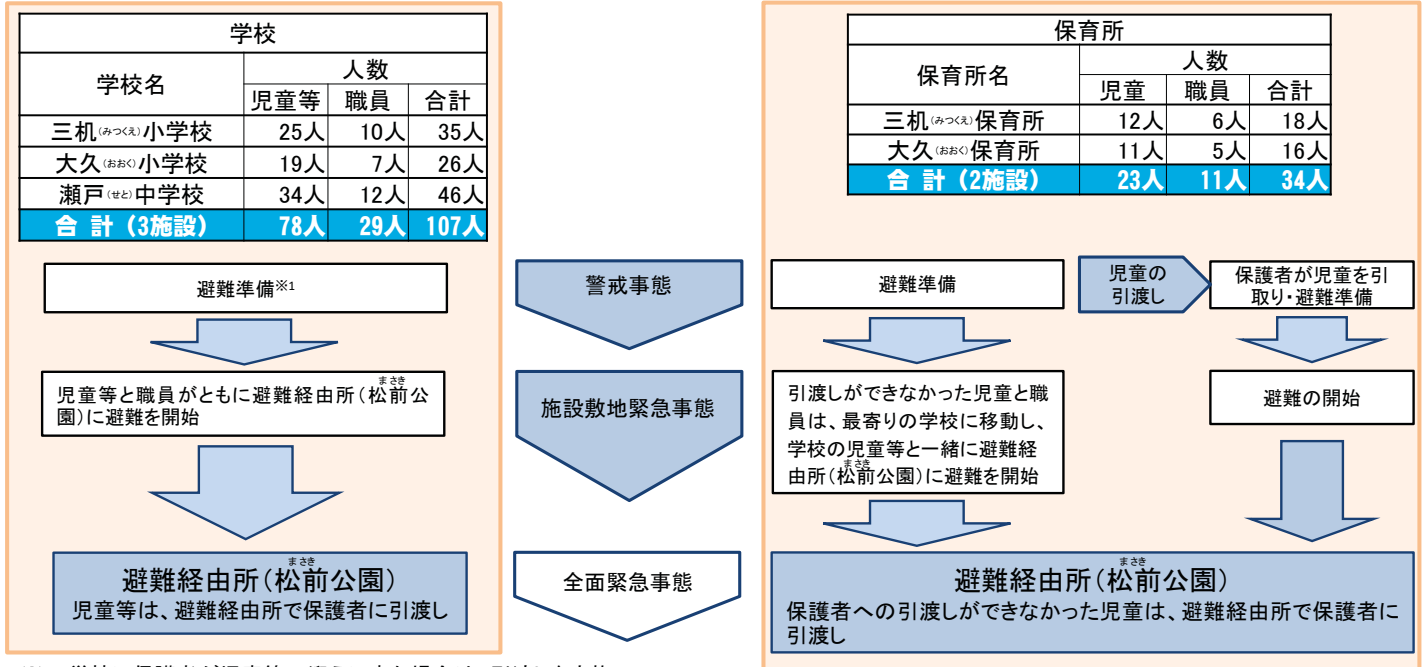 学校
学校名 人数
児童等 職員 合計
三机(みつくえ)小学校 25人 10人 35人
大久(おおく)小学校 19人 7人 26人
瀬戸(せと)中学校 34人 12人 46人
合 計 (3施設) 78人 29人 107人
避難準備※1
児童等と職員がともに避難経由所(松前公
園)に避難を開始
まさき
避難経由所(松前公園)
まさき
児童等は、避難経由所で保護者に引渡し
警戒事態
施設敷地緊急事態
全面緊急事態
保育所
保育所名 人数
児童 職員 合計
三机(みつくえ)保育所 12人 6人 18人
大久(おおく)保育所 11人 5人 16人
合 計 (2施設) 23人 11人 34人
避難準備
児童の
引渡し
保護者が児童を引
取り・避難準備
引渡しができなかった児童と職
員は、最寄りの学校に移動し、
学校の児童等と一緒に避難経
由所(松前公園)に避難を開始
まさき
避難の開始
避難経由所(松前公園)
まさき
保護者への引渡しができなかった児童は、避難経由所で保護者に
引渡し